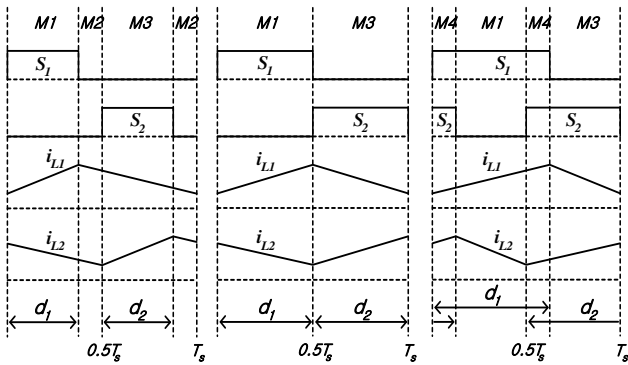 M1 M2 M3 M2 M1 M3 M4 M1 M4 M3
S1 S1 S1
S2 S2 S2 S2
iL1 iL1 iL1
iL2 iL2 iL2
d1
d1 d2 d1 d2 d2
0.5Ts Ts 0.5Ts Ts 0.5Ts Ts